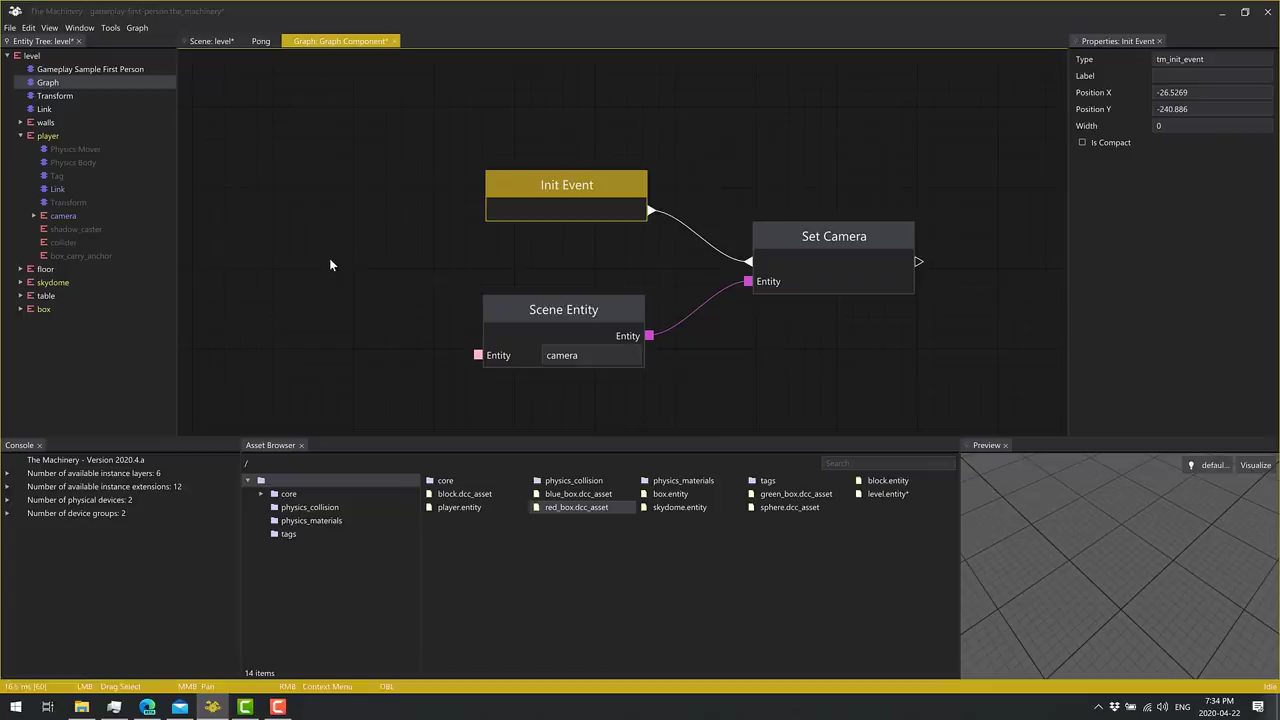 The Machinery - gameplay-first-person.the_machinery*
File Edit View Window Tools Graph
Entity Tree: level*
Scene: level*
Pong
Graph: Graph Component*
Properties: Init Event
level
Gameplay Sample First Person
Graph
Transform
Link
walls
player
Physics Mover
Physics Body
Tag
Link
Transform
camera
shadow_caster
collider
box_carry_anchor
floor
skydome
table
box
Init Event
Set Camera
Entity
Scene Entity
Entity
Entity camera
Type tm_init_event
Label
Position X -26.5269
Position Y -240.886
Width 0
Is Compact
Console
The Machinery - Version 2020.4.a
Number of available instance layers: 6
Number of available instance extensions: 12
Number of physical devices: 2
Number of device groups: 2
Asset Browser
/
Search
core
physics_collision
physics_materials
tags
core physics_collision physics_materials tags block.entity
block.dcc_asset blue_box.dcc_asset box.entity green_box.dcc_asset level.entity*
player.entity red_box.dcc_asset skydome.entity sphere.dcc_asset
14 items
Preview
defaul... Visualize
LMB Drag Select MMB Pan RMB Context Menu DBL
Idle
ENG
7:34 PM
2020-04-22